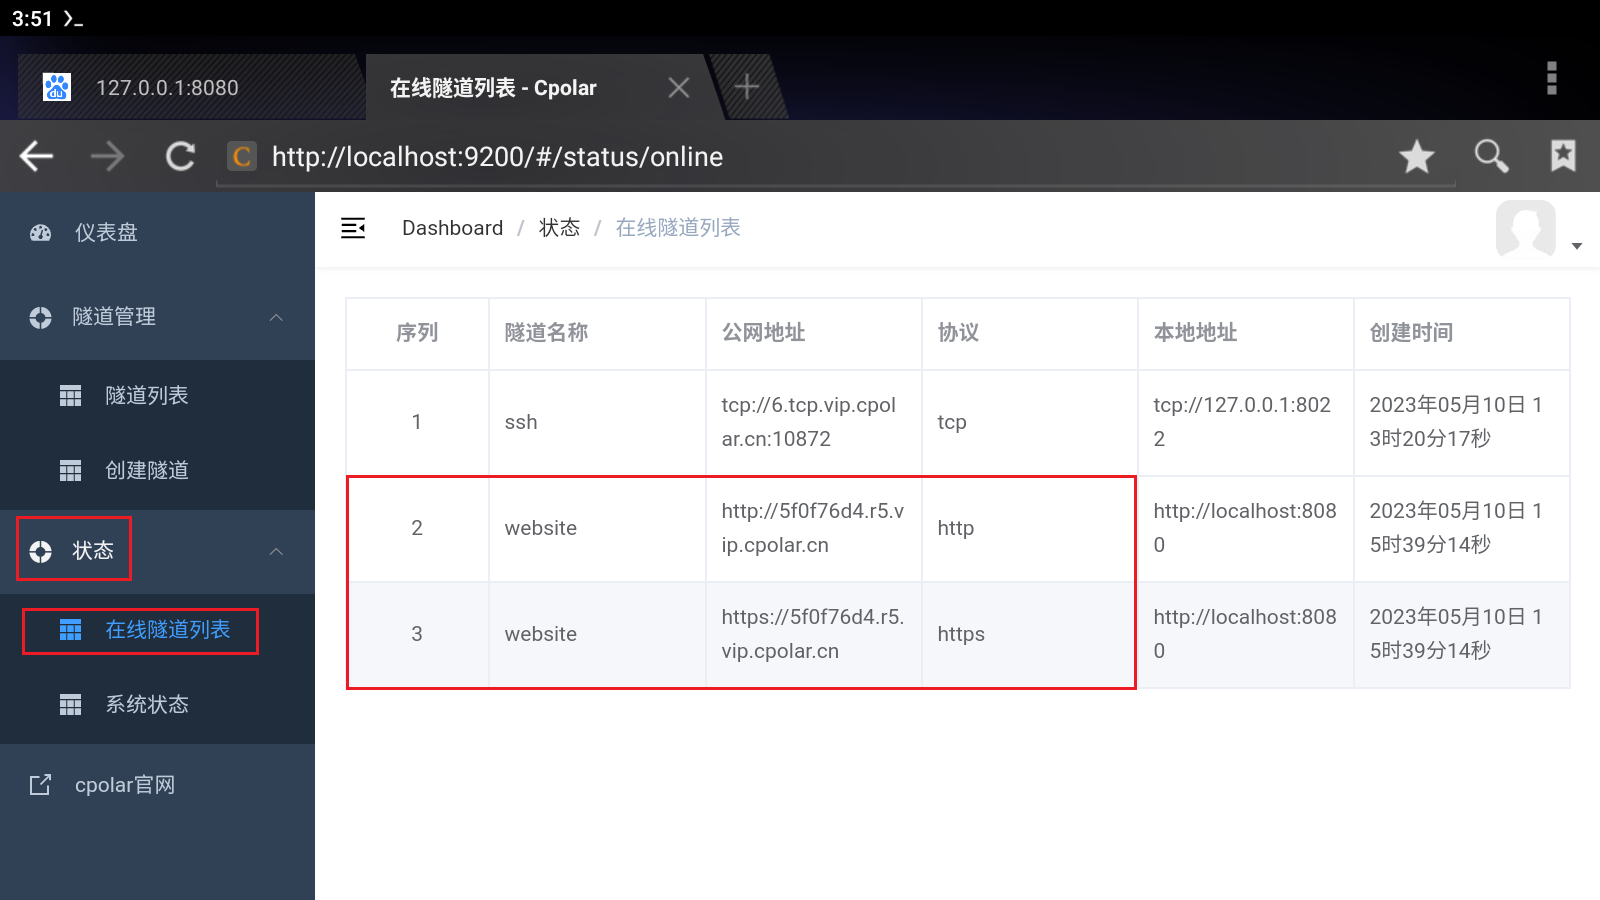 3:51
127.0.0.1:8080
在线隧道列表 - Cpolar
http://localhost:9200/#/status/online
仪表盘
隧道管理
隧道列表
创建隧道
状态
在线隧道列表
系统状态
cpolar官网
Dashboard / 状态 / 在线隧道列表
序列 隧道名称 公网地址 协议 本地地址 创建时间
1 ssh tcp://6.tcp.vip.cpol tcp tcp://127.0.0.1:802 2023年05月10日 1
ar.cn:10872 2 3时20分17秒
2 website http://5f0f76d4.r5.v http http://localhost:808 2023年05月10日 1
ip.cpolar.cn 0 5时39分14秒
3 website https://5f0f76d4.r5. https http://localhost:808 2023年05月10日 1
vip.cpolar.cn 0 5时39分14秒